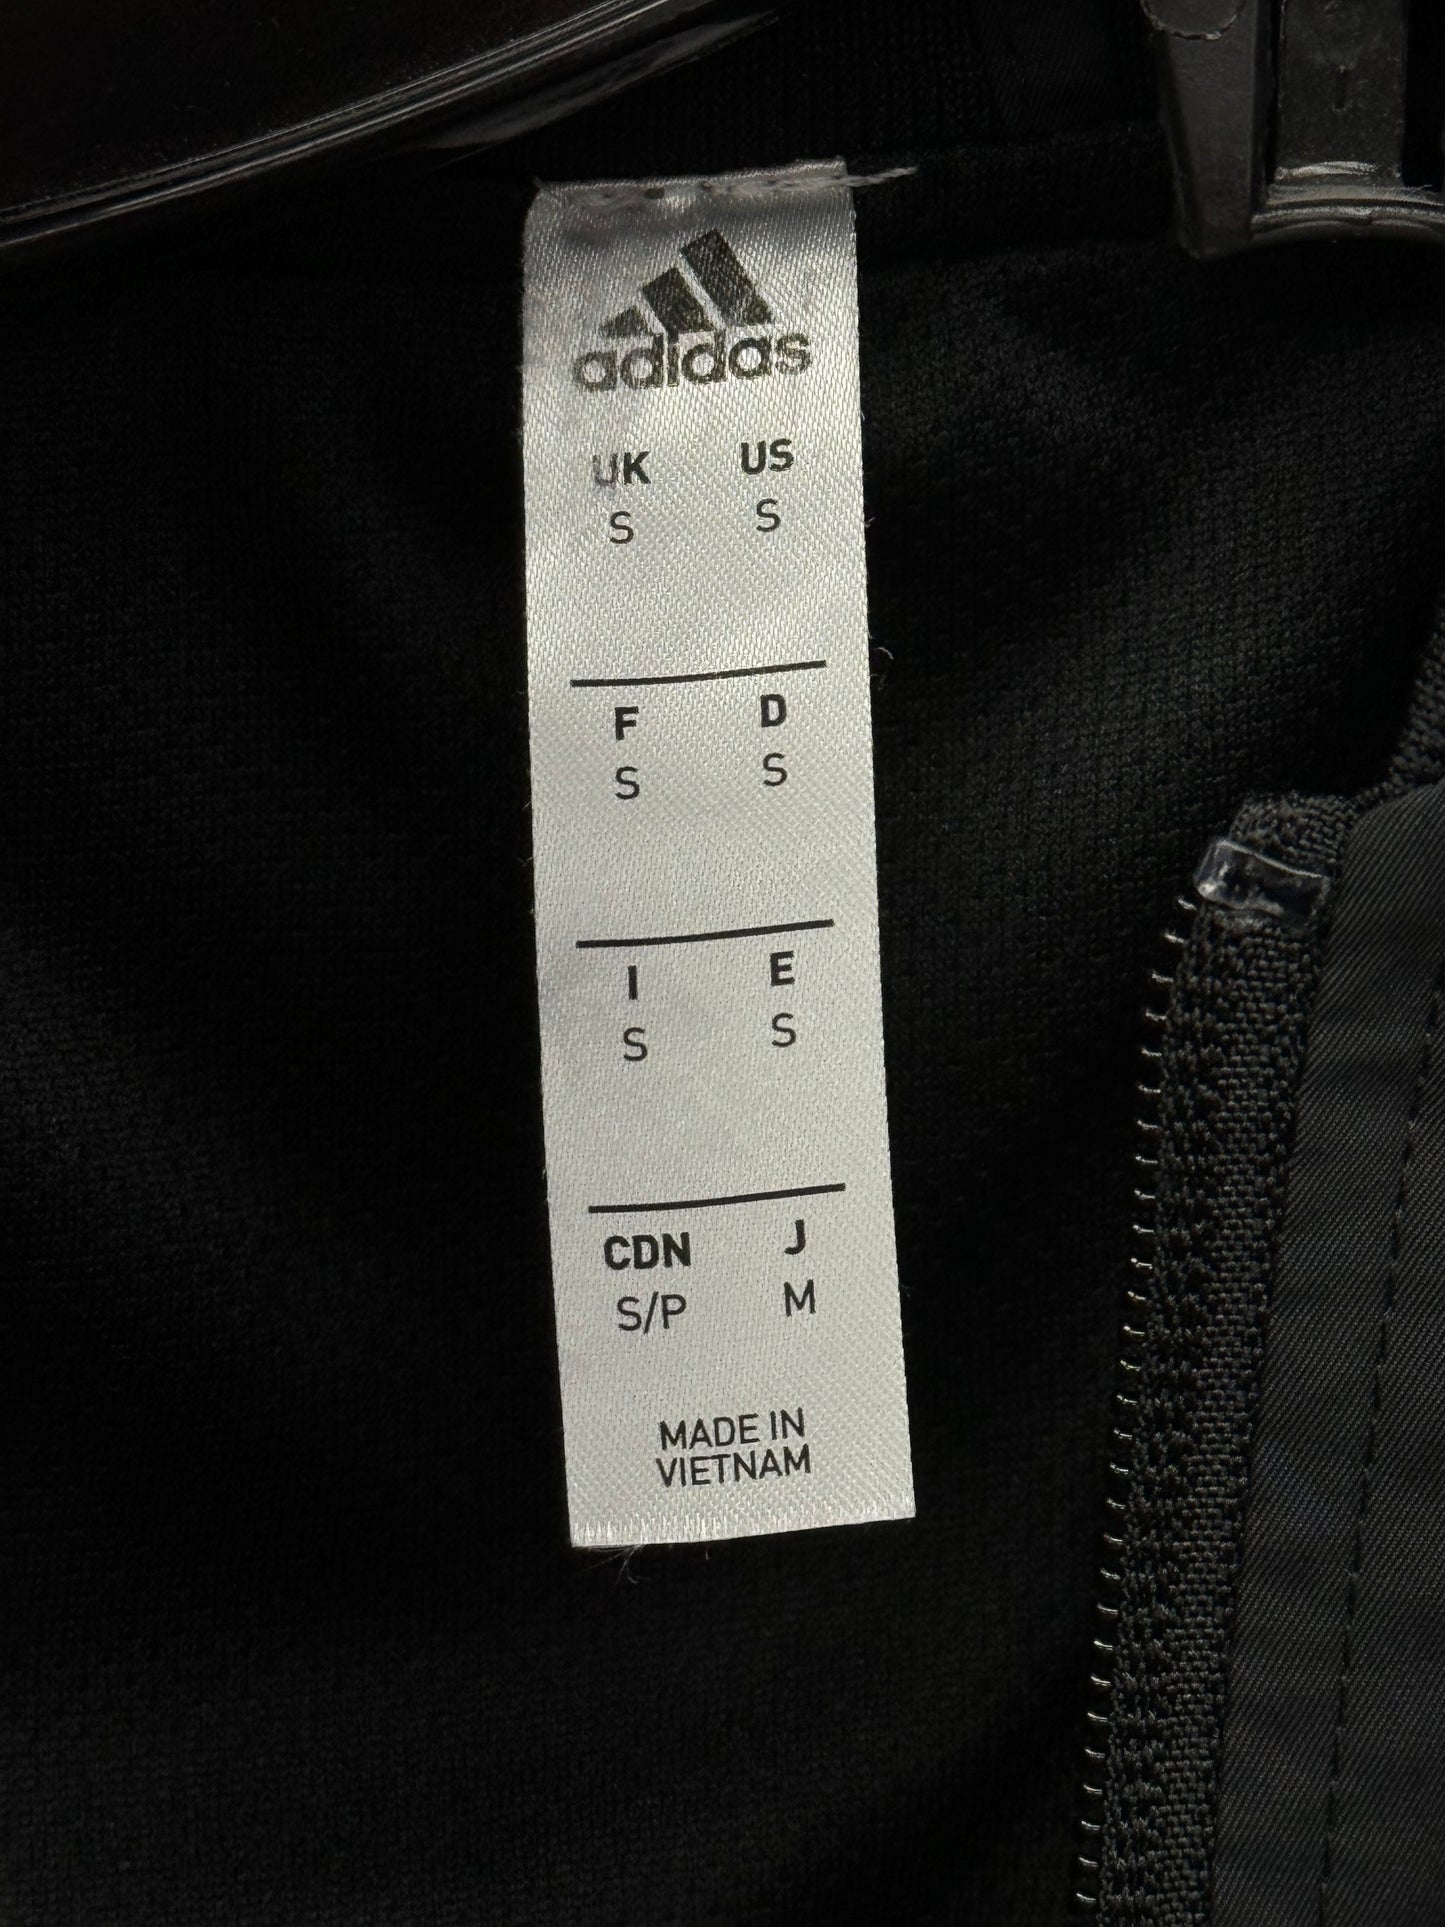 adidas
UK US
S S
F D
S S
I E
S S
CDN J
S/P M
MADE IN
VIETNAM